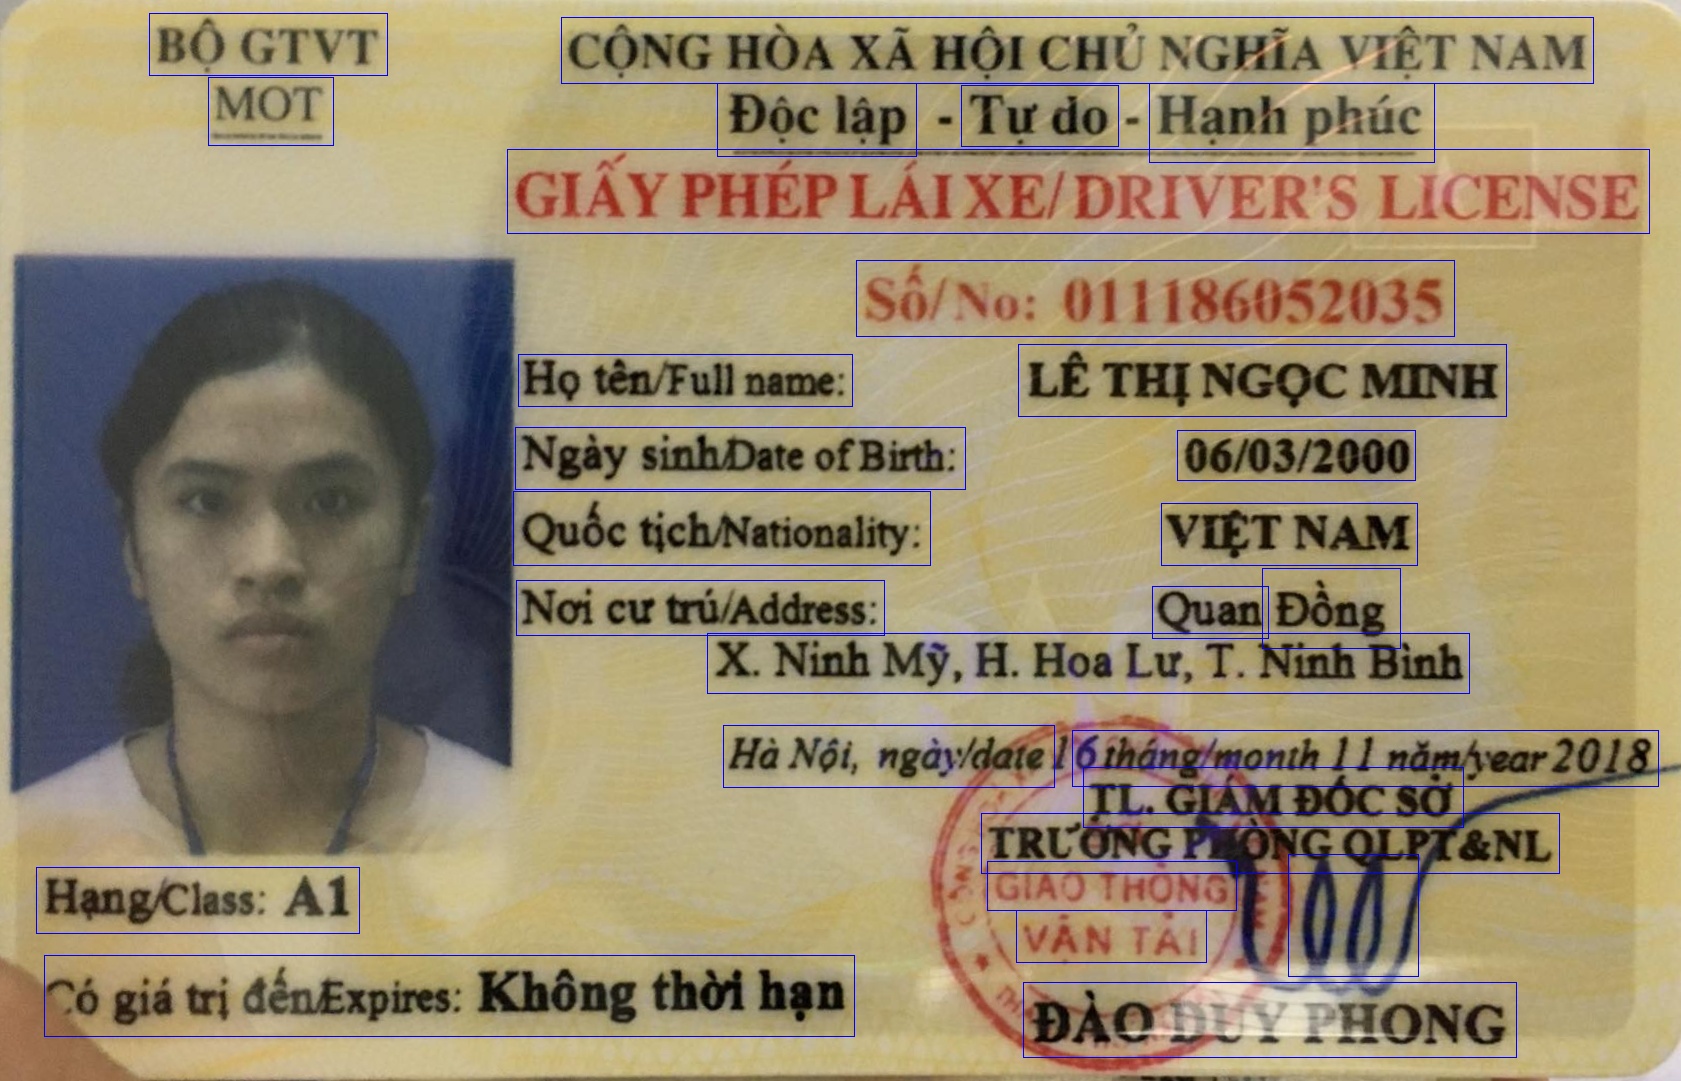 BỘ GTVT
MOT
CỘNG HÒA XÃ HỘI CHỦ NGHĨA VIỆT NAM
Độc lập - Tự do - Hạnh phúc
GIẤY PHÉP LÁI XE/ DRIVER'S LICENSE
Số/ No: 011186052035
Họ tên/Full name: LÊ THỊ NGỌC MINH
Ngày sinh/Date of Birth: 06/03/2000
Quốc tịch/Nationality: VIỆT NAM
Nơi cư trú/Address: Quan Đồng
X. Ninh Mỹ, H. Hoa Lư, T. Ninh Bình
Hà Nội, ngày/date 16 tháng/month 11 năm/year 2018
TL. GIÁM ĐỐC SỞ
TRƯỞNG PHÒNG QLPT&NL
GIAO THÔNG
VẬN TẢI
ĐÀO DUY PHONG
Hạng/Class: A1
Có giá trị đến/Expires: Không thời hạn